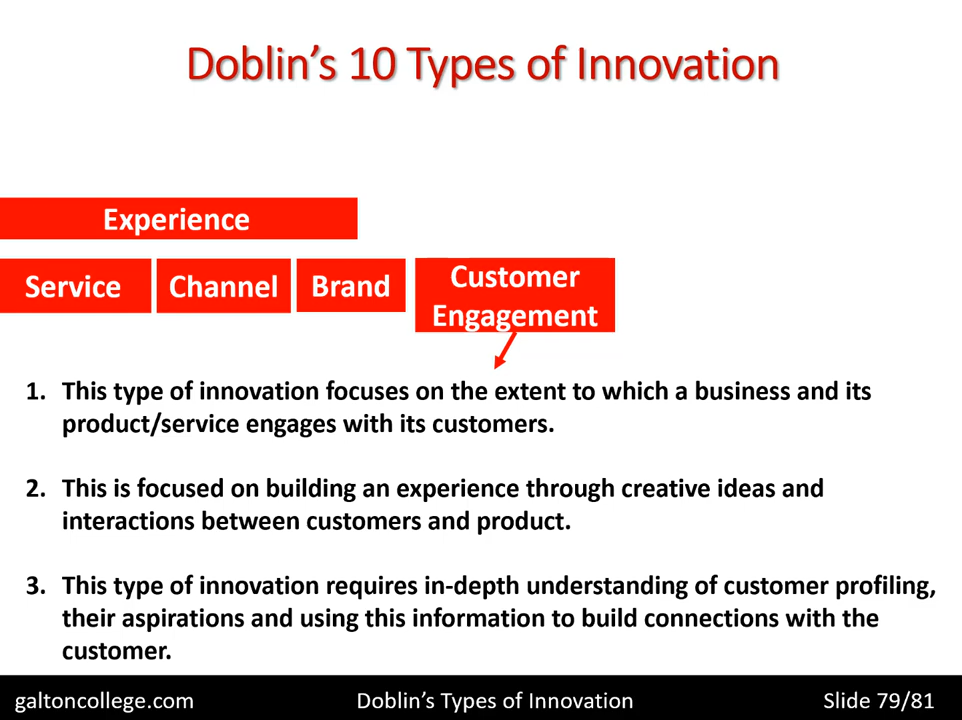 Doblin's 10 Types of Innovation
Experience
Service
Channel
Brand
Customer
Engagement
1. This type of innovation focuses on the extent to which a business and its
product/service engages with its customers.
2. This is focused on building an experience through creative ideas and
interactions between customers and product.
3. This type of innovation requires in-depth understanding of customer profiling,
their aspirations and using this information to build connections with the
customer.
galtoncollege.com
Doblin's Types of Innovation
Slide 79/81